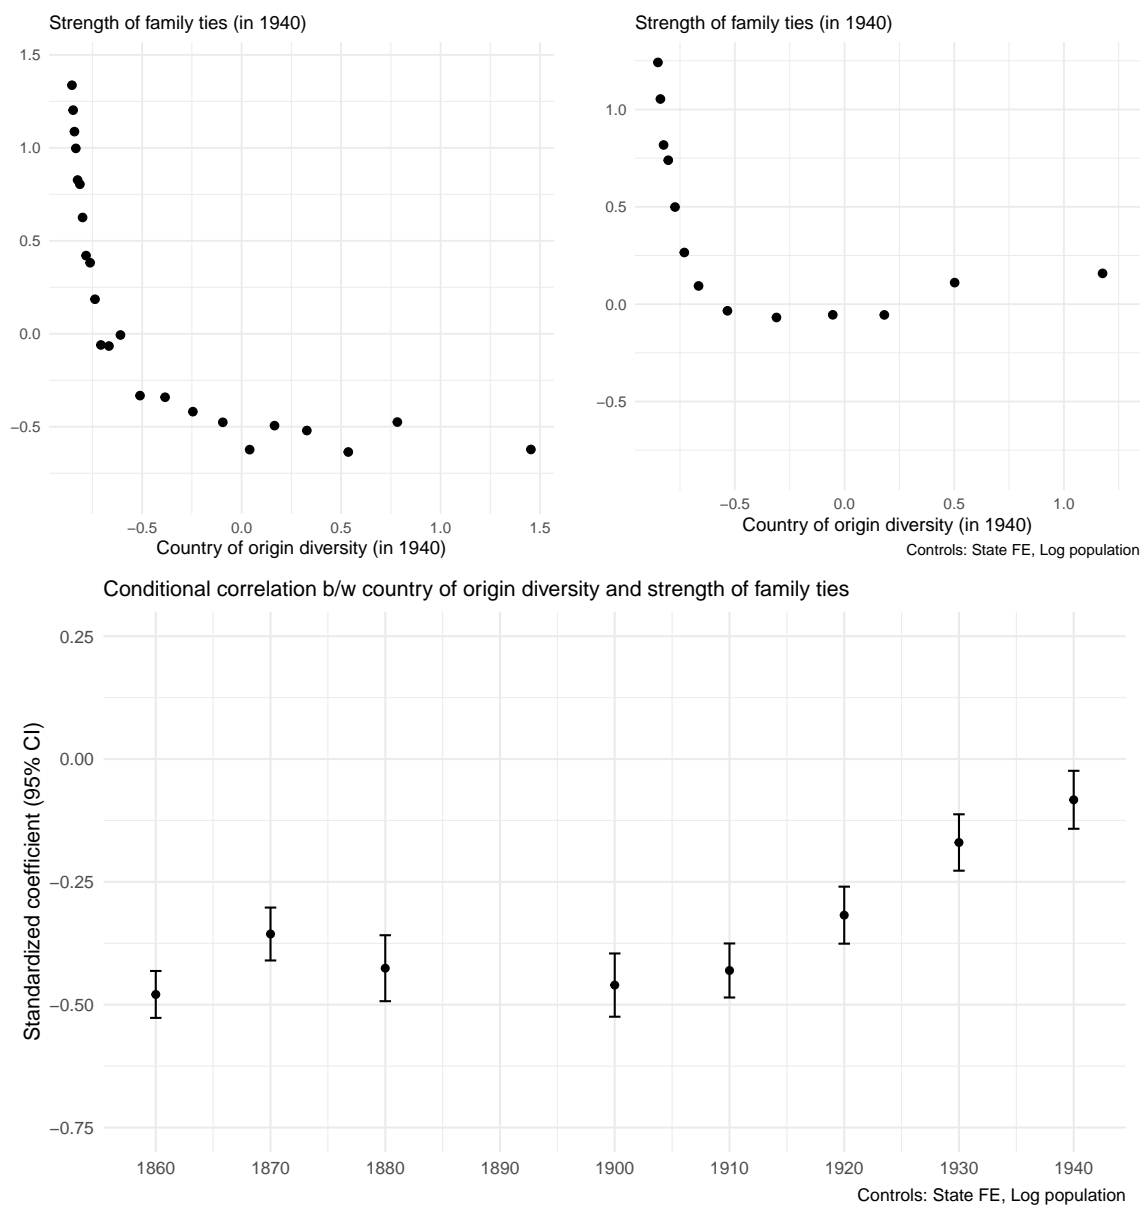 Strength of family ties (in 1940)
1.5
1.0
0.5
0.0
−0.5
−0.5 0.0 0.5 1.0 1.5
Country of origin diversity (in 1940)
Strength of family ties (in 1940)
1.0
0.5
0.0
−0.5
−0.5 0.0 0.5 1.0
Country of origin diversity (in 1940)
Controls: State FE, Log population
Conditional correlation b/w country of origin diversity and strength of family ties
Standardized coefficient (95% CI)
0.25
0.00
−0.25
−0.50
−0.75
1860 1870 1880 1890 1900 1910 1920 1930 1940
Controls: State FE, Log population